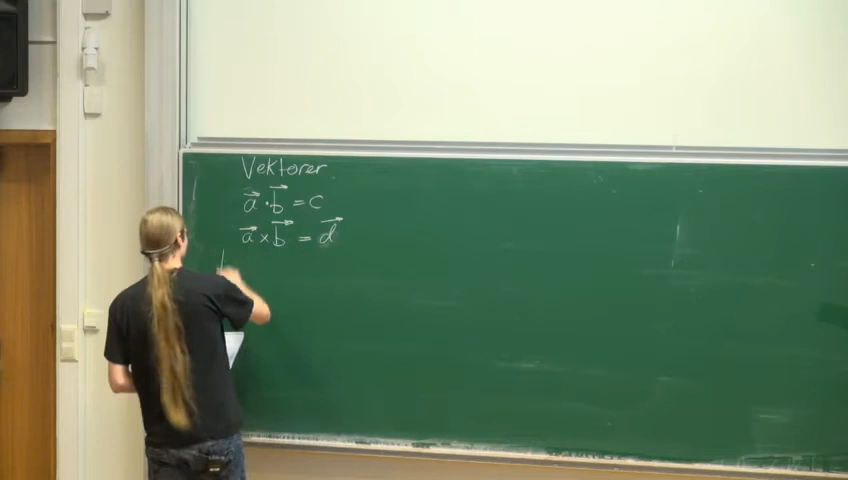 Vektorer
a⃗ · b⃗ = c
a⃗ × b⃗ = d⃗